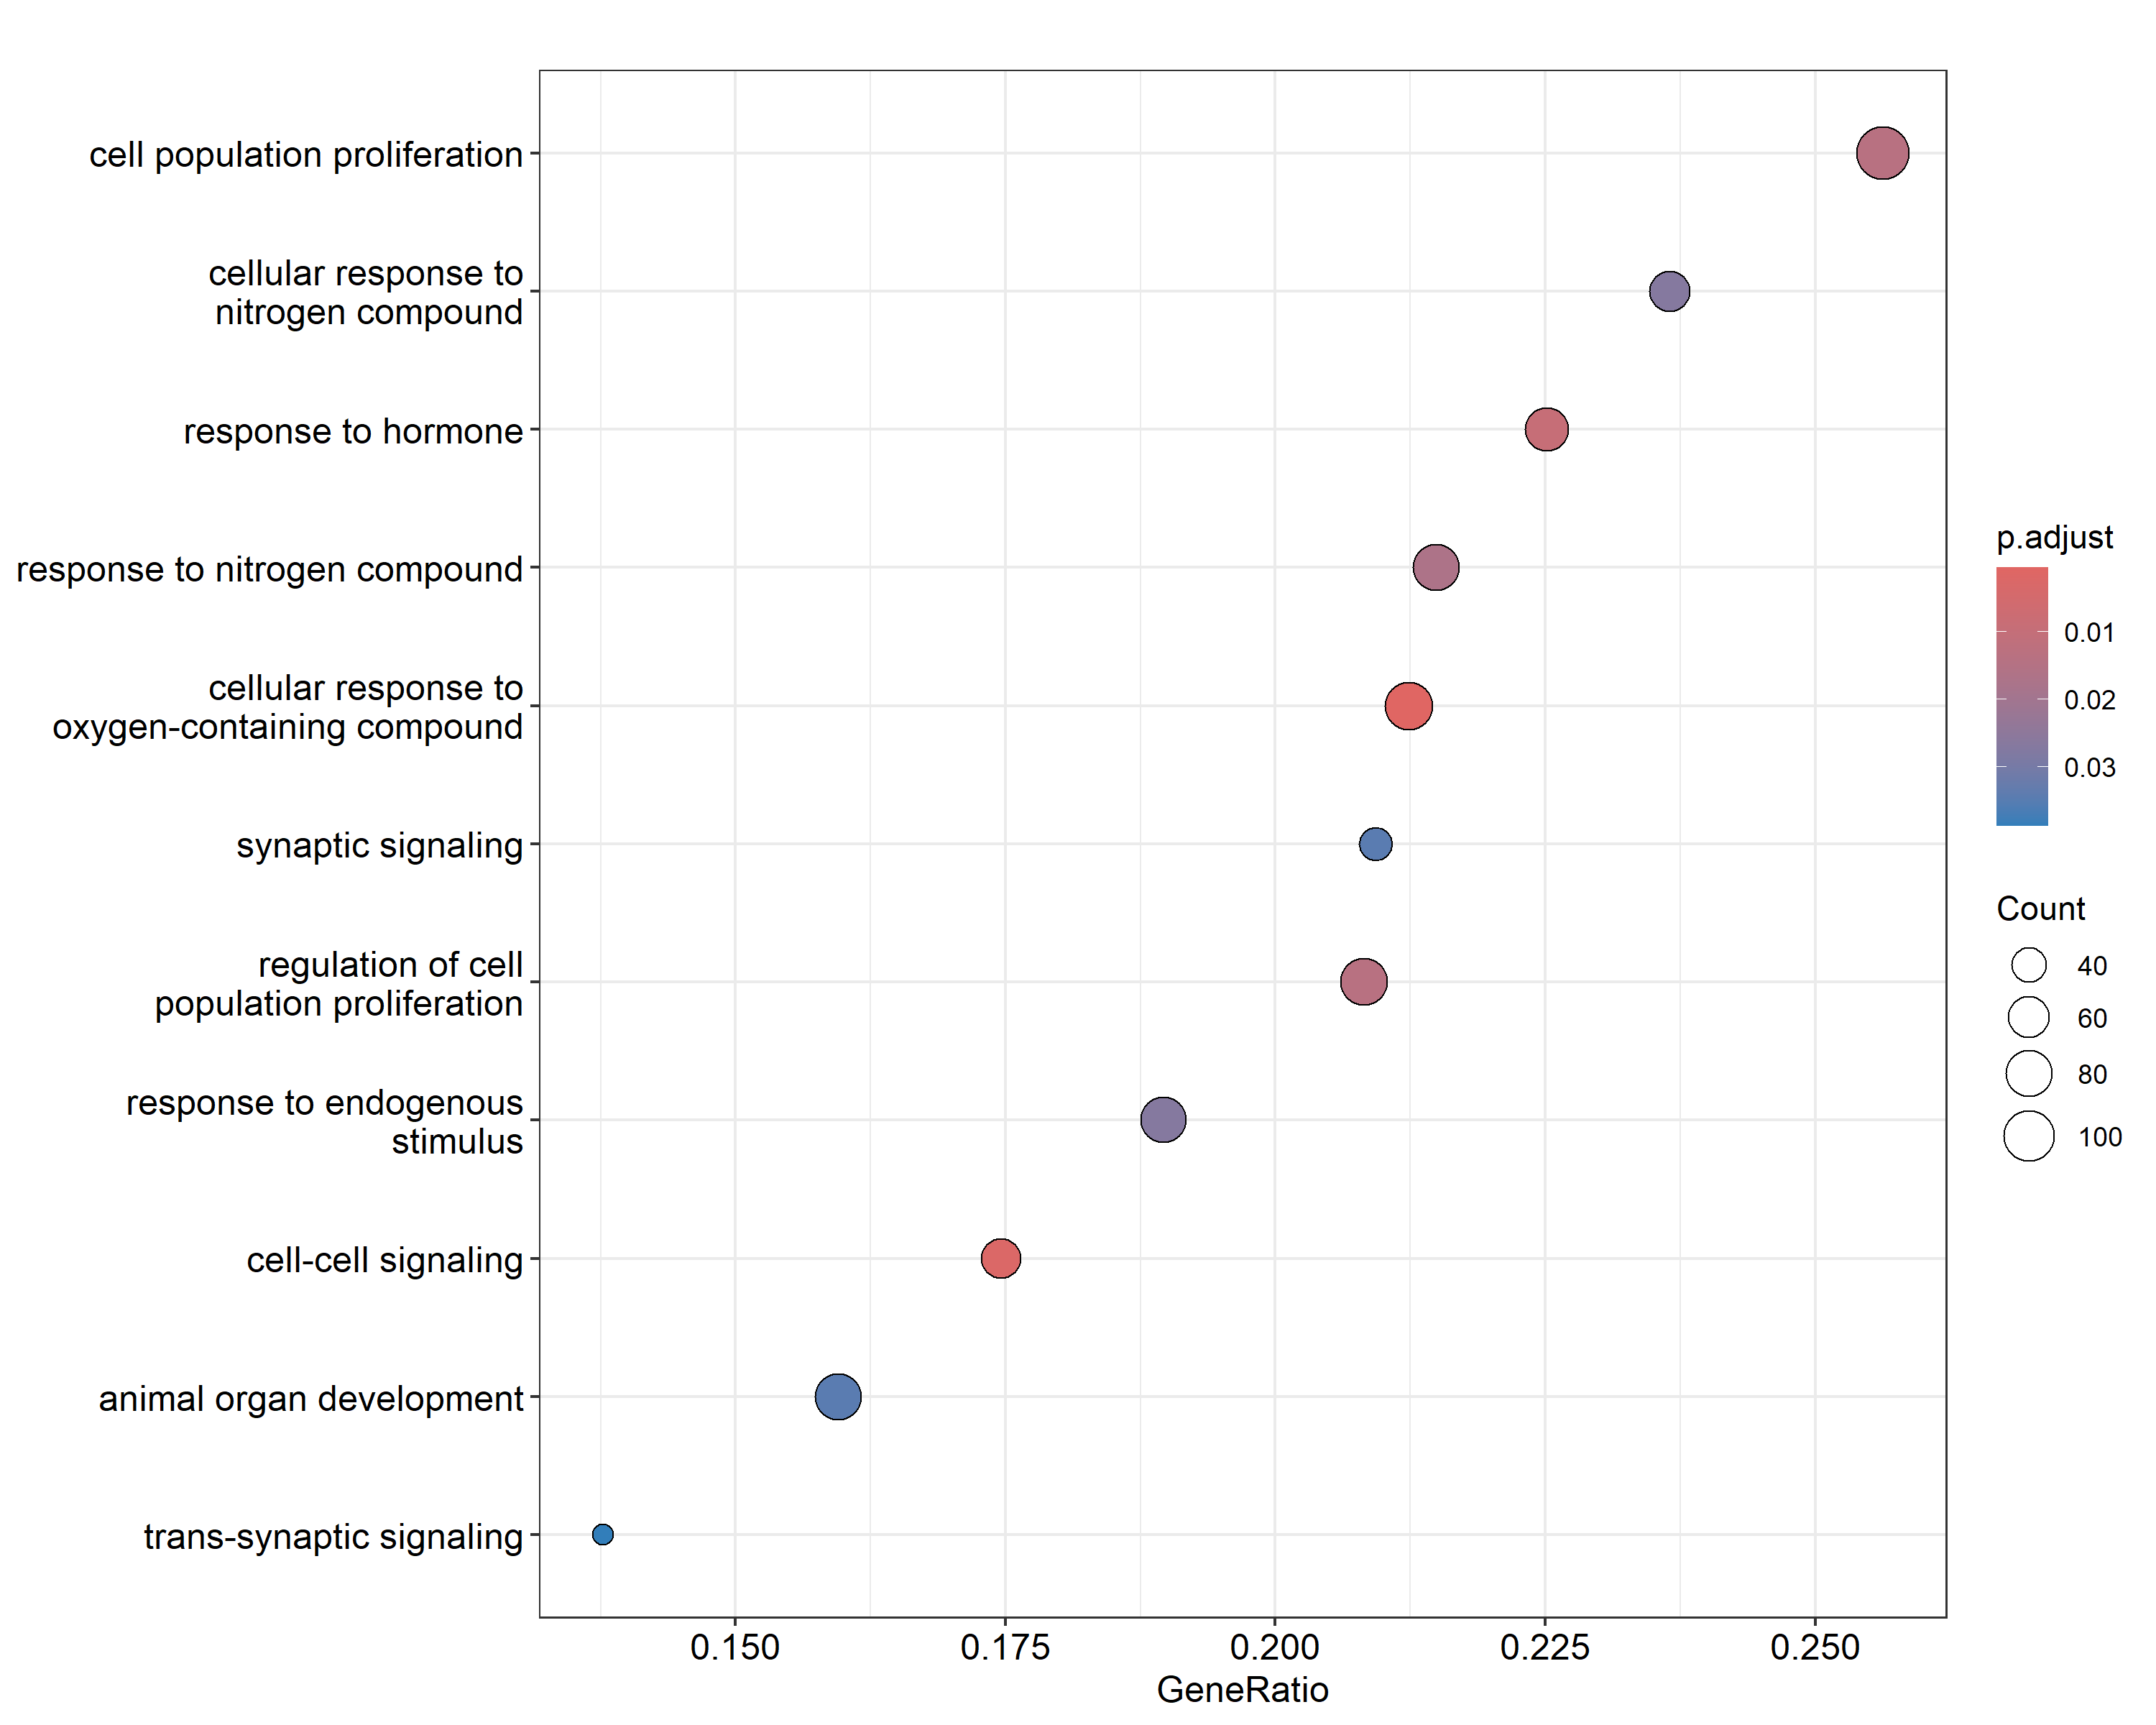 cell population proliferation
cellular response to
nitrogen compound
response to hormone
response to nitrogen compound
cellular response to
oxygen-containing compound
synaptic signaling
regulation of cell
population proliferation
response to endogenous
stimulus
cell-cell signaling
animal organ development
trans-synaptic signaling
0.150 0.175 0.200 0.225 0.250
GeneRatio
p.adjust
0.01
0.02
0.03
Count
40
60
80
100